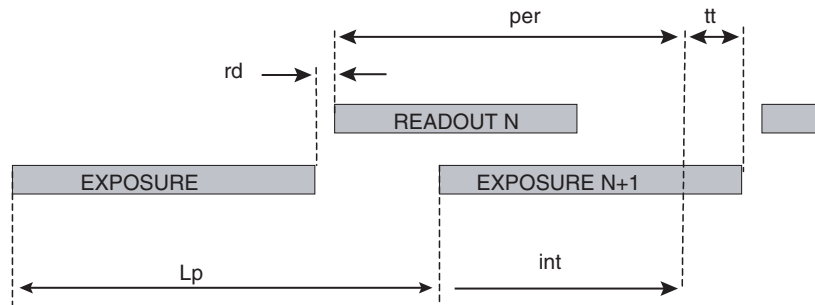 per
tt
rd
READOUT N
EXPOSURE
EXPOSURE N+1
Lp
int